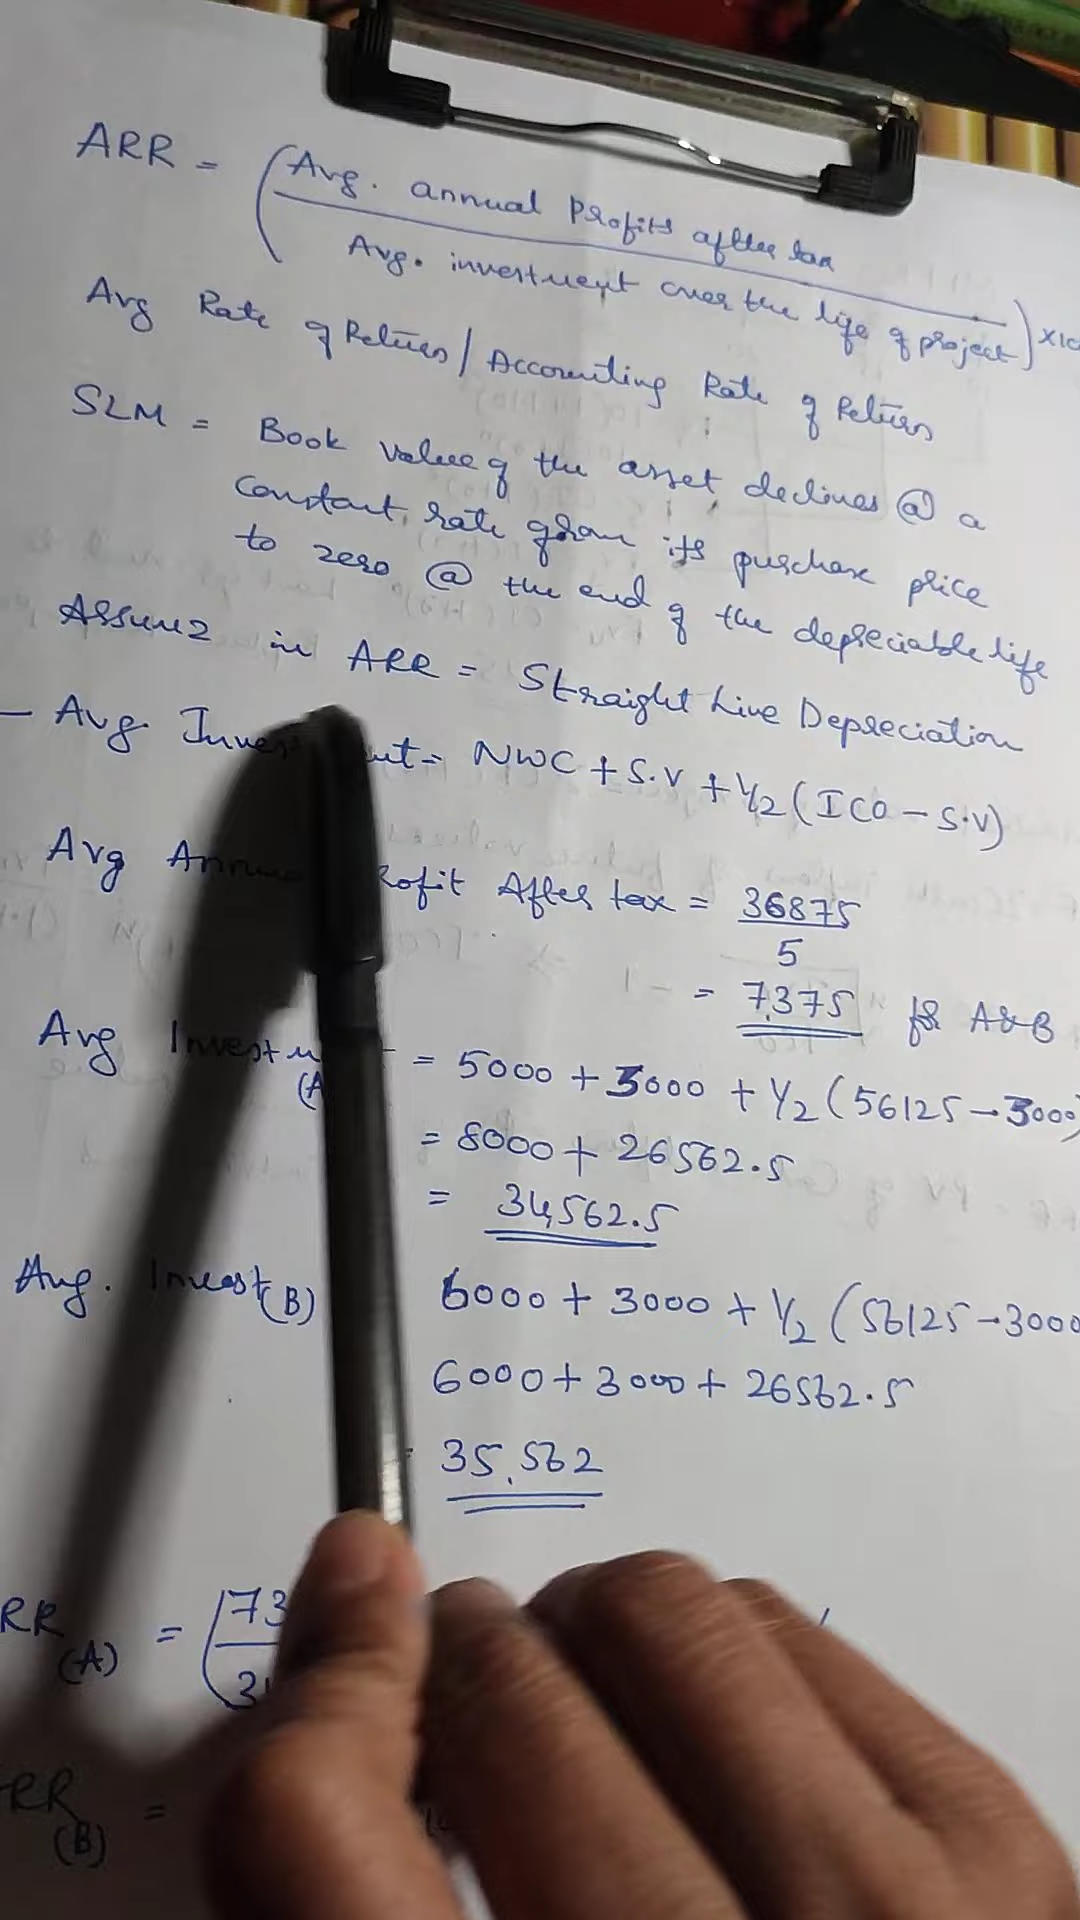 ARR = (Avg. annual Profits after tax
Avg. investment over the life of project) x10
Avg Rate of Return / Accounting Rate of Return
SLM = Book value of the asset declines @ a
constant rate from its purchase price
to zero @ the end of the depreciable life
Assume in ARR = Straight Line Depreciation
- Avg Inves ut = NWC + S.V + 1/2 (ICO - S.V)
Avg Annu rofit After tax = 36875
5
= 7375 for A & B
Avg Investm = 5000 + 3000 + 1/2 (56125 - 3000)
(A
= 8000 + 26562.5
= 34,562.5
Avg. Invest (B) 6000 + 3000 + 1/2 (56125 - 3000
6000 + 3000 + 26562.5
35,562
RR (A) = (73
34
RR (B) =